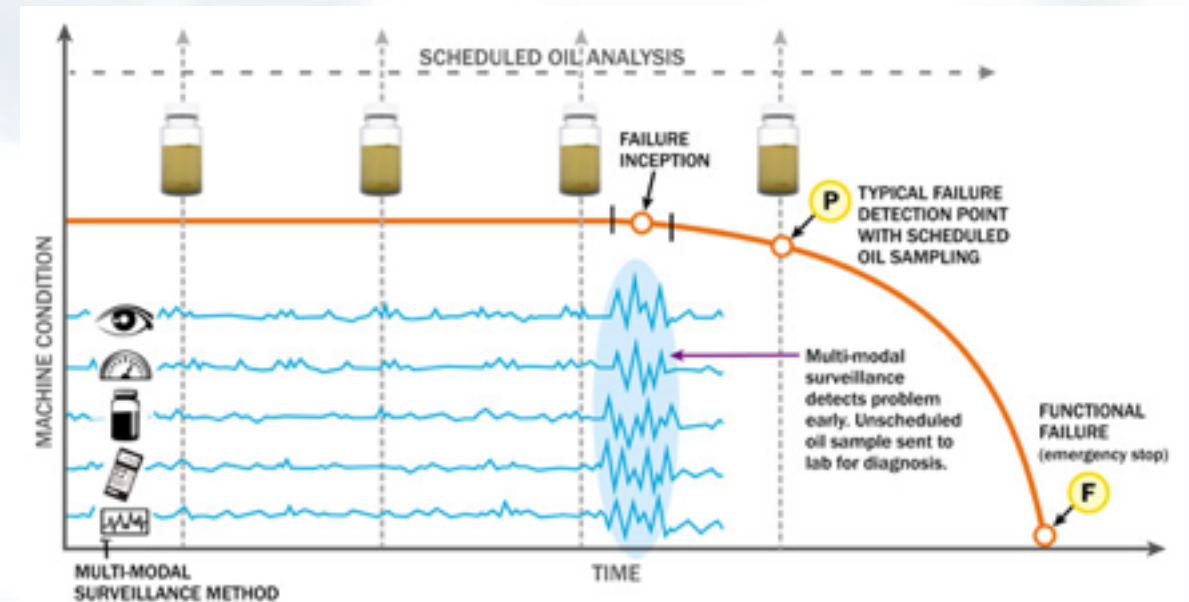 SCHEDULED OIL ANALYSIS
FAILURE
INCEPTION
P
TYPICAL FAILURE
DETECTION POINT
WITH SCHEDULED
OIL SAMPLING
MACHINE CONDITION
Multi-modal
surveillance
detects problem
early. Unscheduled
oil sample sent to
lab for diagnosis.
FUNCTIONAL
FAILURE
(emergency stop)
F
TIME
MULTI-MODAL
SURVEILLANCE METHOD